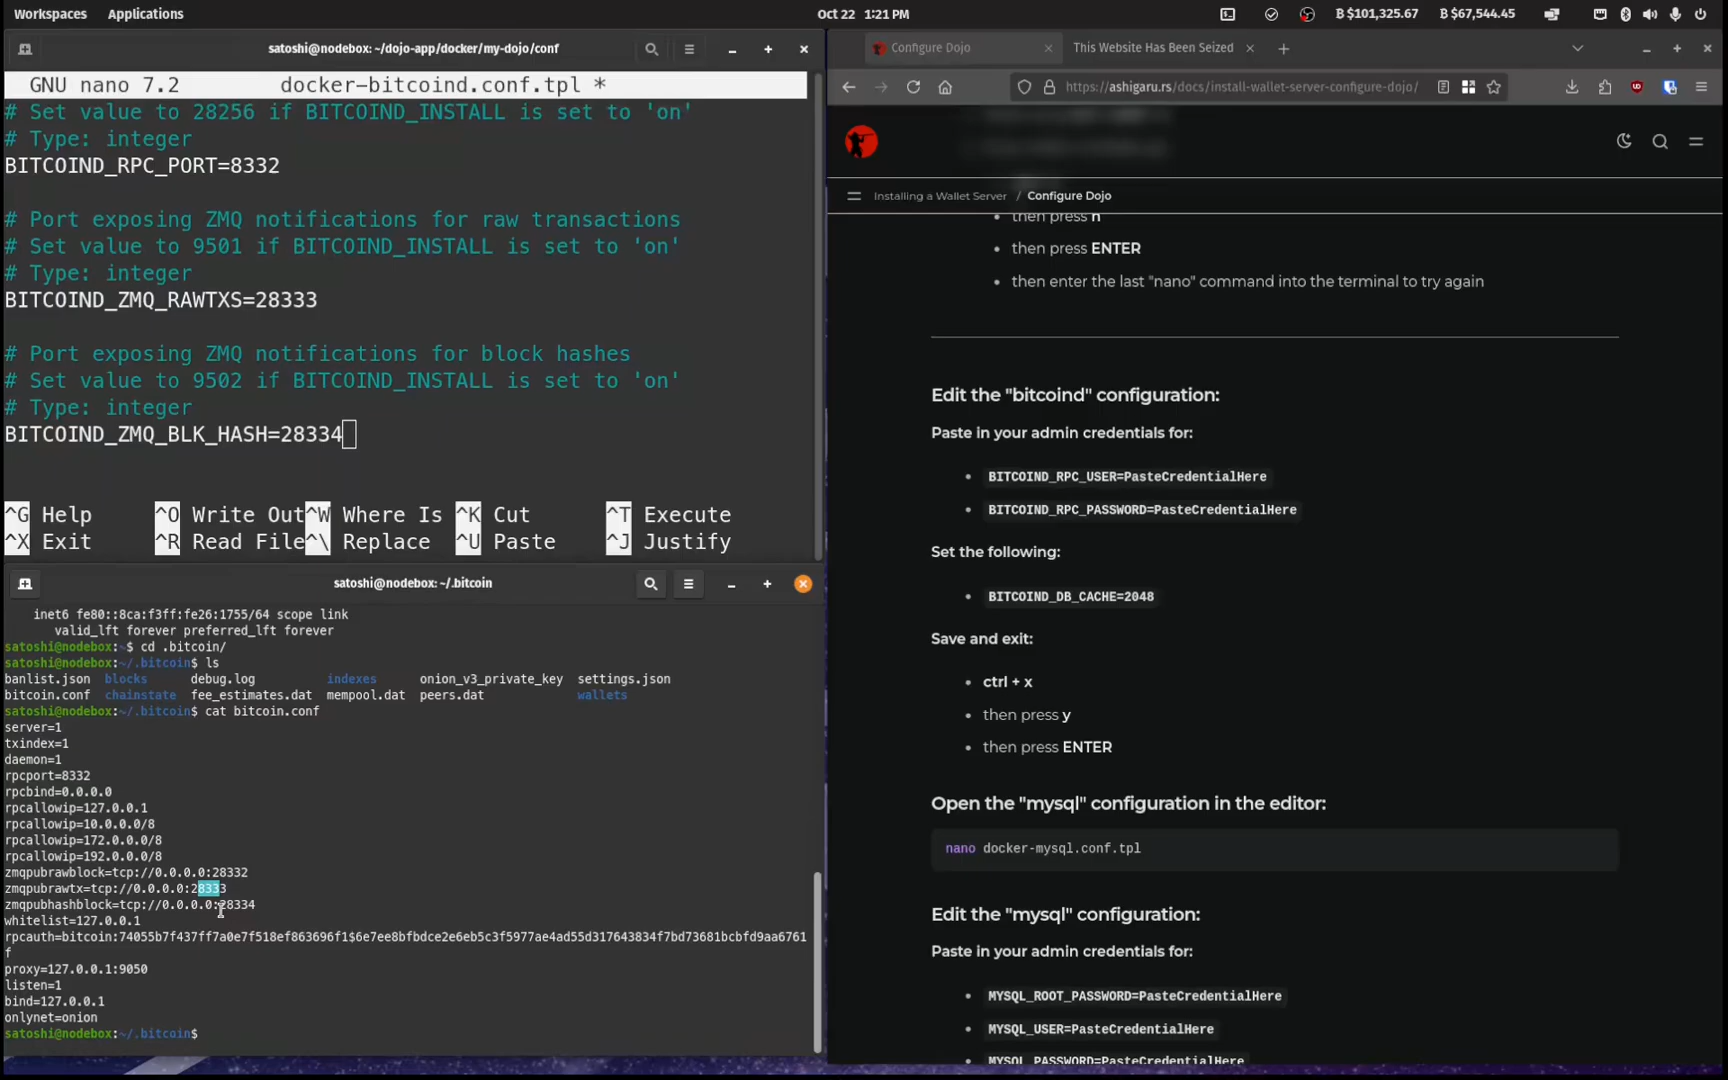 Workspaces Applications Oct 22 1:21 PM ₿ $101,325.67 ₿ $67,544.45
satoshi@nodebox: ~/dojo-app/docker/my-dojo/conf
GNU nano 7.2 docker-bitcoind.conf.tpl *
# Set value to 28256 if BITCOIND_INSTALL is set to 'on'
# Type: integer
BITCOIND_RPC_PORT=8332
# Port exposing ZMQ notifications for raw transactions
# Set value to 9501 if BITCOIND_INSTALL is set to 'on'
# Type: integer
BITCOIND_ZMQ_RAWTXS=28333
# Port exposing ZMQ notifications for block hashes
# Set value to 9502 if BITCOIND_INSTALL is set to 'on'
# Type: integer
BITCOIND_ZMQ_BLK_HASH=28334
^G Help ^O Write Out ^W Where Is ^K Cut ^T Execute
^X Exit ^R Read File ^\ Replace ^U Paste ^J Justify
satoshi@nodebox: ~/.bitcoin
inet6 fe80::8ca:f3ff:fe26:1755/64 scope link
valid_lft forever preferred_lft forever
satoshi@nodebox:~$ cd .bitcoin/
satoshi@nodebox:~/.bitcoin$ ls
banlist.json blocks debug.log indexes onion_v3_private_key settings.json
bitcoin.conf chainstate fee_estimates.dat mempool.dat peers.dat wallets
satoshi@nodebox:~/.bitcoin$ cat bitcoin.conf
server=1
txindex=1
daemon=1
rpcport=8332
rpcbind=0.0.0.0
rpcallowip=127.0.0.1
rpcallowip=10.0.0.0/8
rpcallowip=172.0.0.0/8
rpcallowip=192.0.0.0/8
zmqpubrawblock=tcp://0.0.0.0:28332
zmqpubrawtx=tcp://0.0.0.0:28333
zmqpubhashblock=tcp://0.0.0.0:28334
whitelist=127.0.0.1
rpcauth=bitcoin:74055b7f437ff7a0e7f518ef863696f1$6e7ee8bfbdce2e6eb5c3f5977ae4ad55d317643834f7bd73681bcbfd9aa6761
f
proxy=127.0.0.1:9050
listen=1
bind=127.0.0.1
onlynet=onion
satoshi@nodebox:~/.bitcoin$
Configure Dojo This Website Has Been Seized
https://ashigaru.rs/docs/install-wallet-server-configure-dojo/
Installing a Wallet Server / Configure Dojo
then press n
then press ENTER
then enter the last "nano" command into the terminal to try again
Edit the "bitcoind" configuration:
Paste in your admin credentials for:
BITCOIND_RPC_USER=PasteCredentialHere
BITCOIND_RPC_PASSWORD=PasteCredentialHere
Set the following:
BITCOIND_DB_CACHE=2048
Save and exit:
ctrl + x
then press y
then press ENTER
Open the "mysql" configuration in the editor:
nano docker-mysql.conf.tpl
Edit the "mysql" configuration:
Paste in your admin credentials for:
MYSQL_ROOT_PASSWORD=PasteCredentialHere
MYSQL_USER=PasteCredentialHere
MYSQL_PASSWORD=PasteCredentialHere